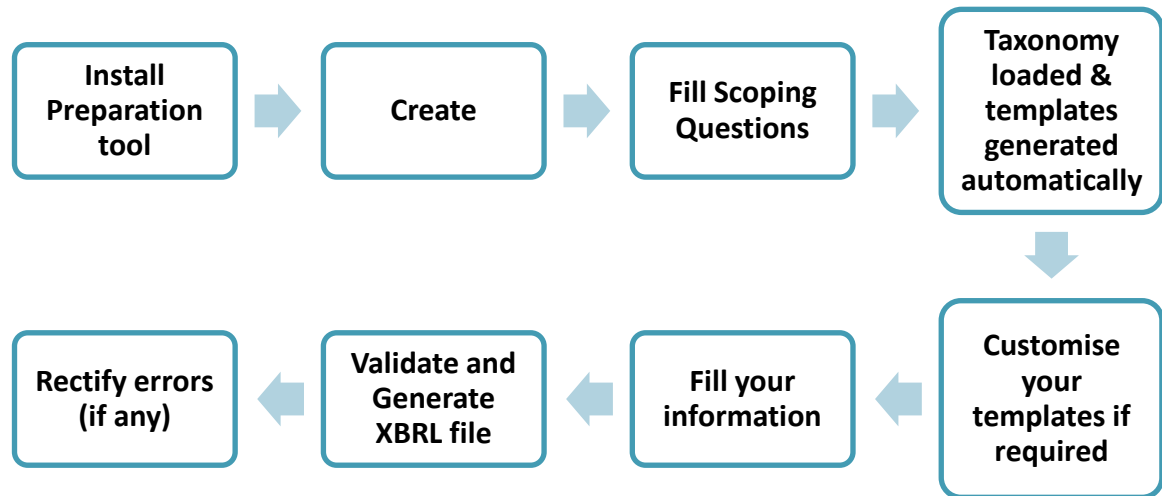 Install
Preparation
tool
Create
Fill Scoping
Questions
Taxonomy
loaded &
templates
generated
automatically
Customise
your
templates if
required
Fill your
information
Validate and
Generate
XBRL file
Rectify errors
(if any)